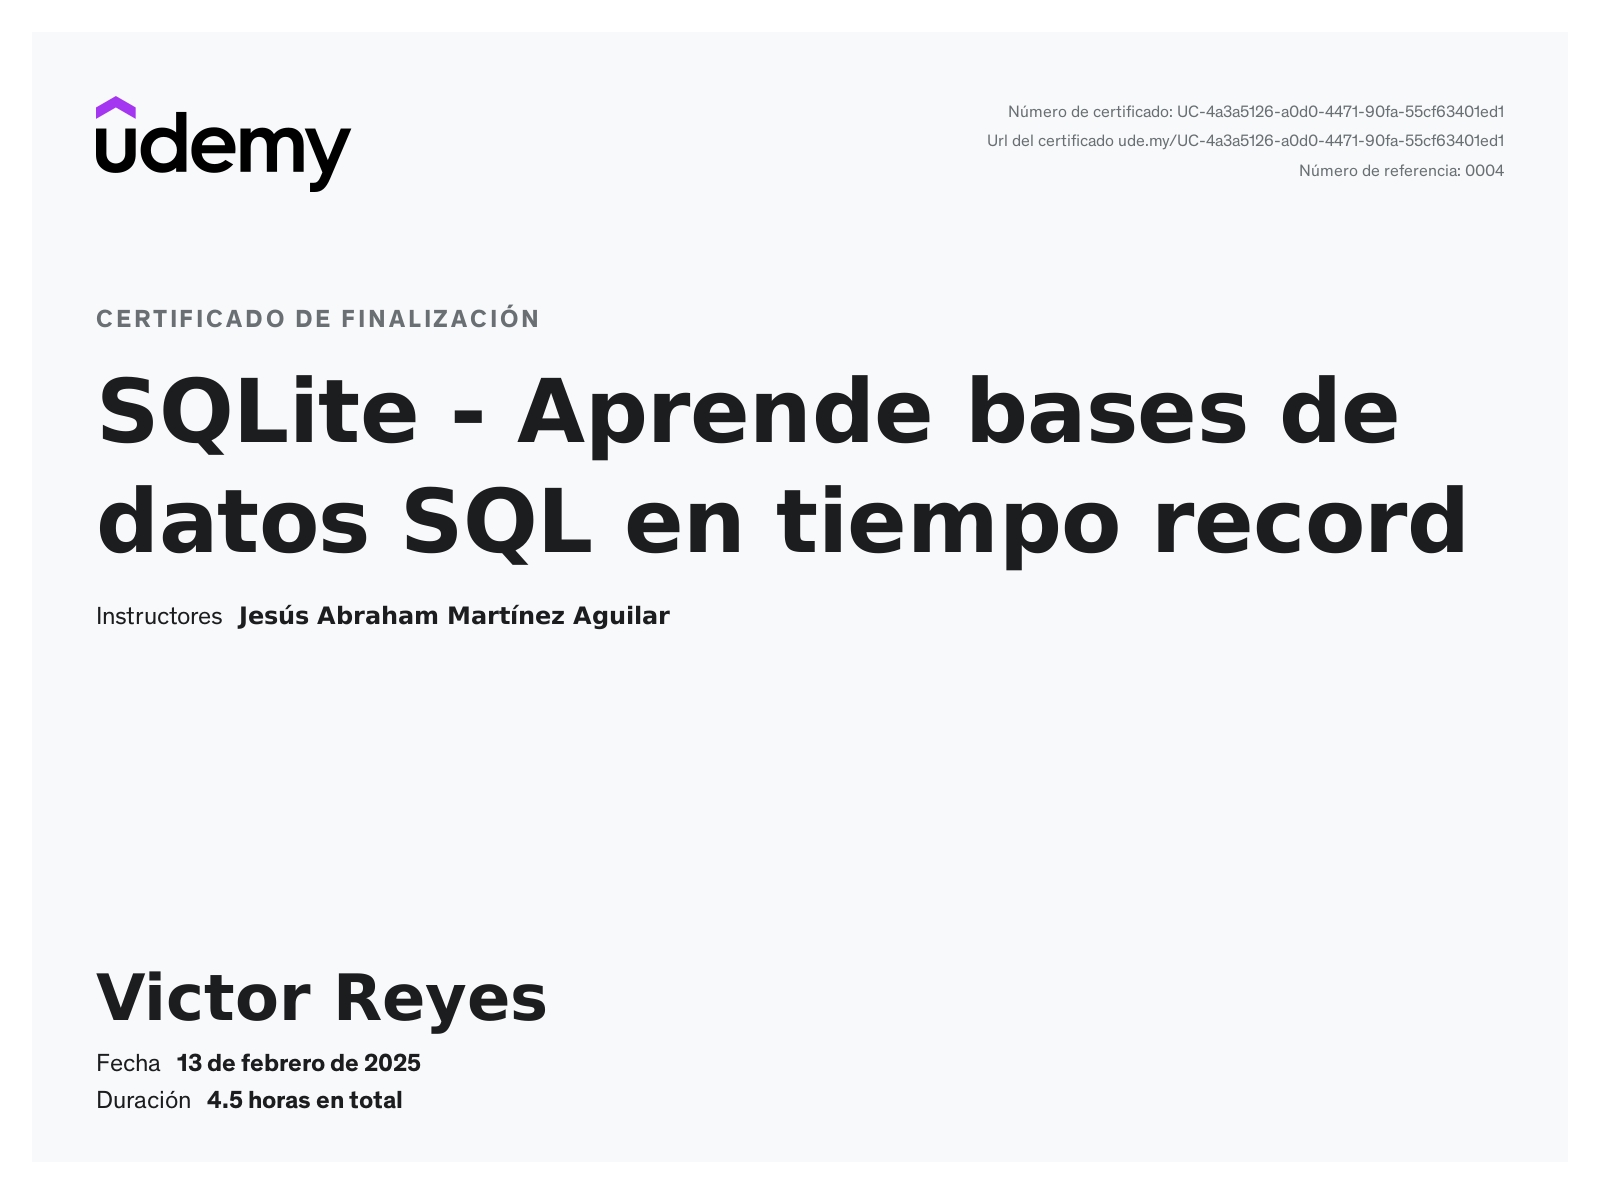 udemy
Número de certificado: UC-4a3a5126-a0d0-4471-90fa-55cf63401ed1
Url del certificado ude.my/UC-4a3a5126-a0d0-4471-90fa-55cf63401ed1
Número de referencia: 0004
CERTIFICADO DE FINALIZACIÓN
SQLite - Aprende bases de
datos SQL en tiempo record
Instructores Jesús Abraham Martínez Aguilar
Victor Reyes
Fecha 13 de febrero de 2025
Duración 4.5 horas en total